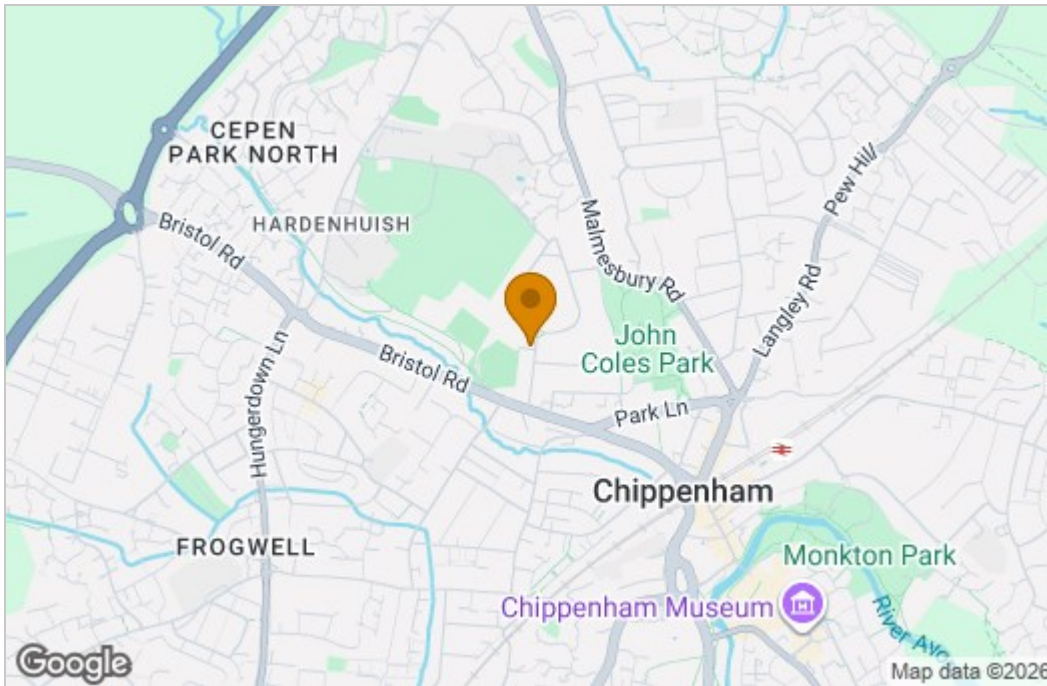 CEPEN
PARK NORTH
HARDENHUISH
Bristol Rd
Malmesbury Rd
Pew Hill
Langley Rd
John
Coles Park
Hungerdown Ln
Bristol Rd
Park Ln
Chippenham
FROGWELL
Monkton Park
Chippenham Museum
River Avo
Google
Map data ©2026